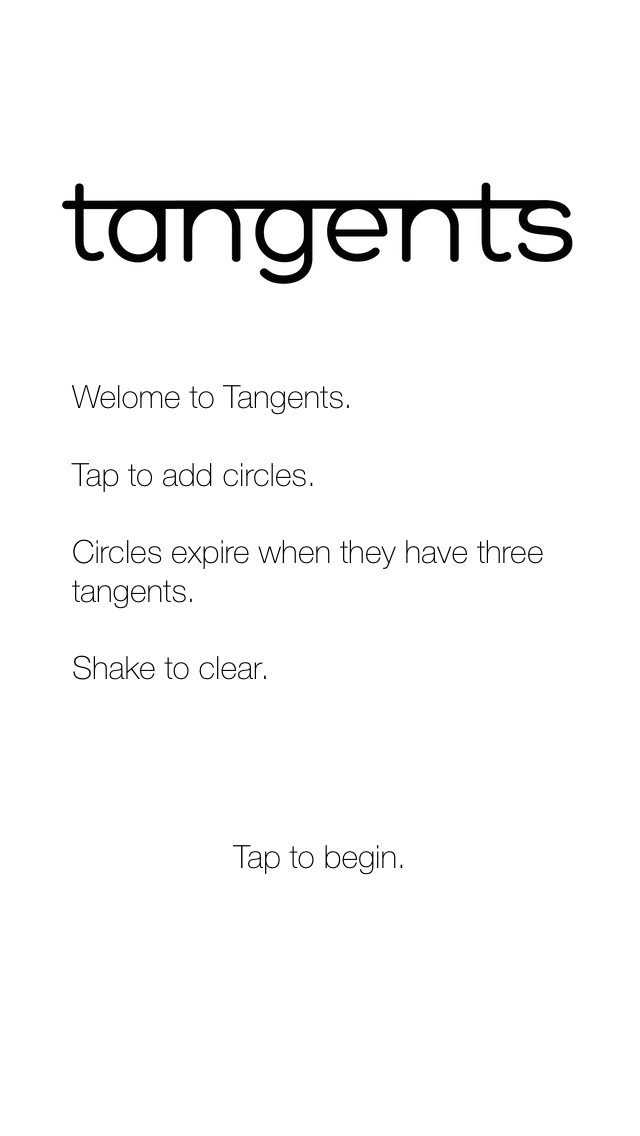 tangents
Welome to Tangents.
Tap to add circles.
Circles expire when they have three
tangents.
Shake to clear.
Tap to begin.